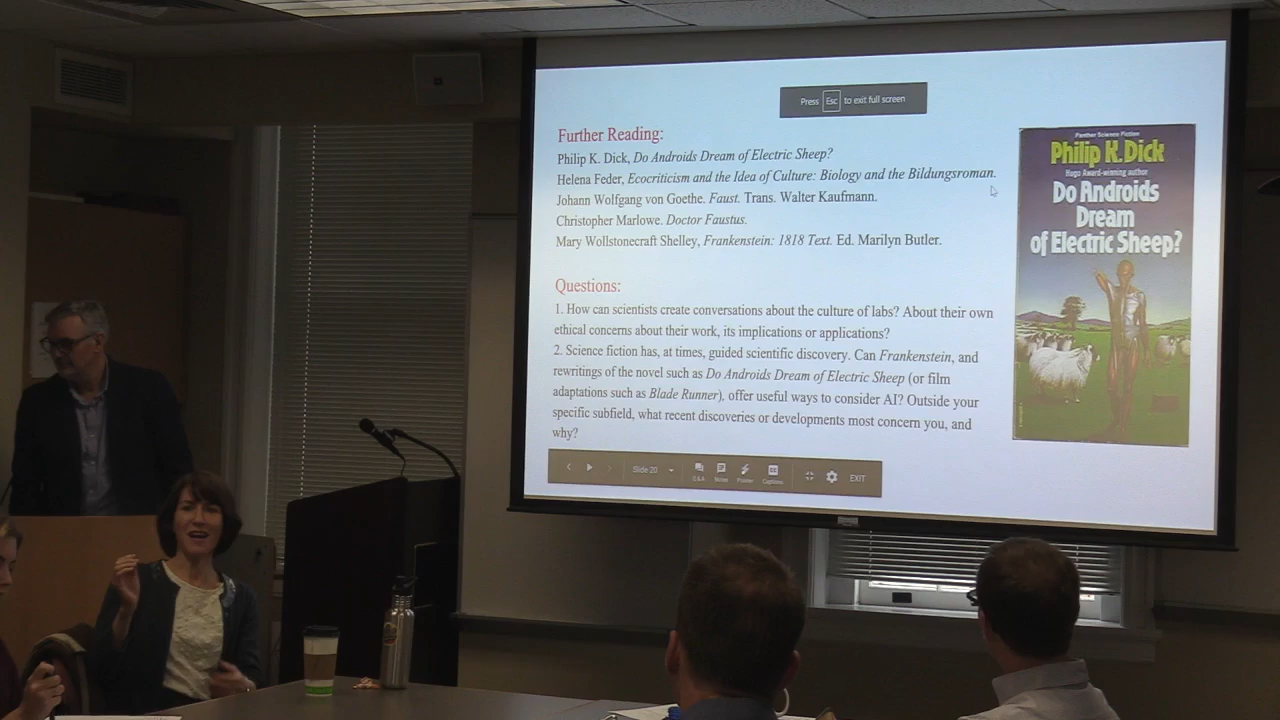 Press Esc to exit full screen
Further Reading:
Philip K. Dick, Do Androids Dream of Electric Sheep?
Helena Feder, Ecocriticism and the Idea of Culture: Biology and the Bildungsroman.
Johann Wolfgang von Goethe. Faust. Trans. Walter Kaufmann.
Christopher Marlowe. Doctor Faustus.
Mary Wollstonecraft Shelley, Frankenstein: 1818 Text. Ed. Marilyn Butler.
Questions:
1. How can scientists create conversations about the culture of labs? About their own
ethical concerns about their work, its implications or applications?
2. Science fiction has, at times, guided scientific discovery. Can Frankenstein, and
rewritings of the novel such as Do Androids Dream of Electric Sheep (or film
adaptations such as Blade Runner), offer useful ways to consider AI? Outside your
specific subfield, what recent discoveries or developments most concern you, and
why?
Panther Science Fiction
Philip K. Dick
Hugo Award-winning author
Do Androids
Dream
of Electric Sheep?
Slide 20
Q&A Notes Pointer Captions
EXIT